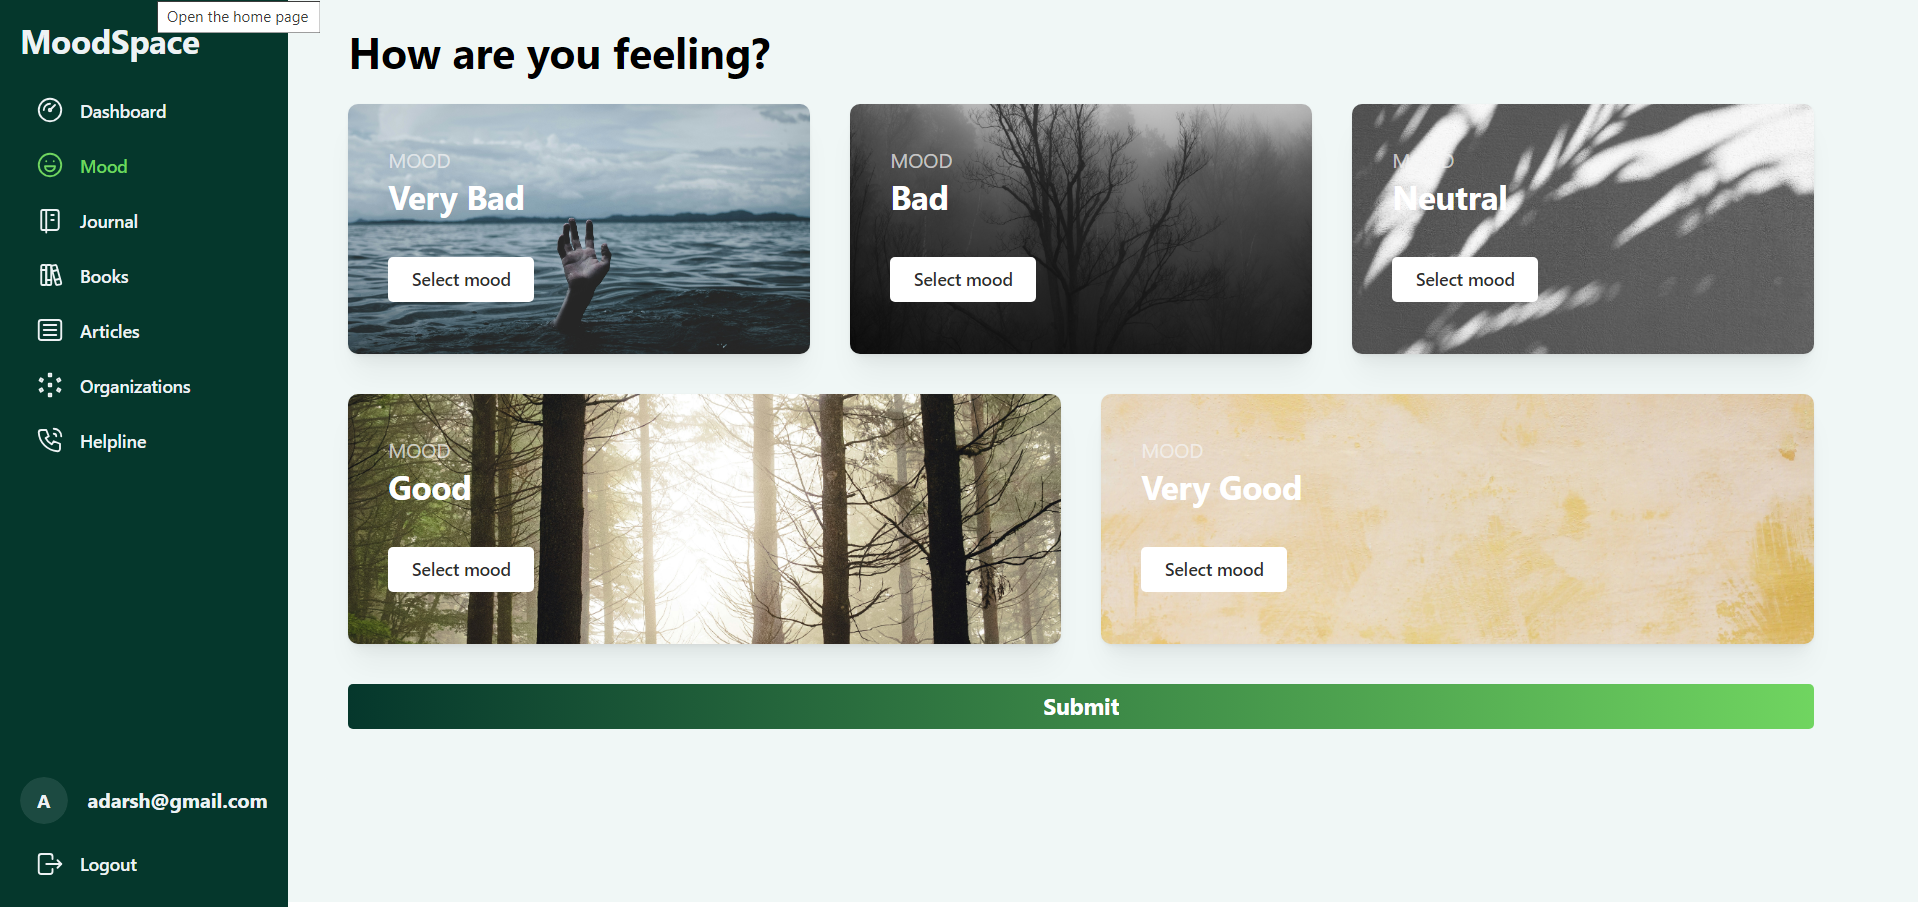 Open the home page
MoodSpace
Dashboard
Mood
Journal
Books
Articles
Organizations
Helpline
A
adarsh@gmail.com
Logout
How are you feeling?
MOOD
Very Bad
Select mood
MOOD
Bad
Select mood
MOOD
Neutral
Select mood
MOOD
Good
Select mood
MOOD
Very Good
Select mood
Submit